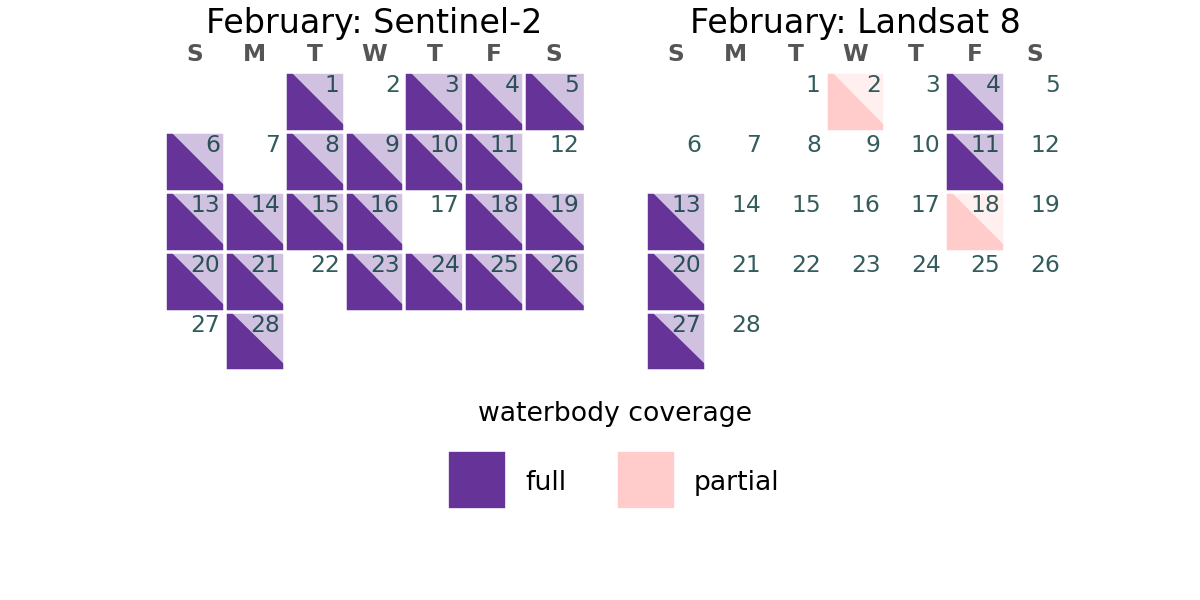 February: Sentinel-2
S M T W T F S
1 2 3 4 5
6 7 8 9 10 11 12
13 14 15 16 17 18 19
20 21 22 23 24 25 26
27 28
February: Landsat 8
S M T W T F S
1 2 3 4 5
6 7 8 9 10 11 12
13 14 15 16 17 18 19
20 21 22 23 24 25 26
27 28
waterbody coverage
full
partial